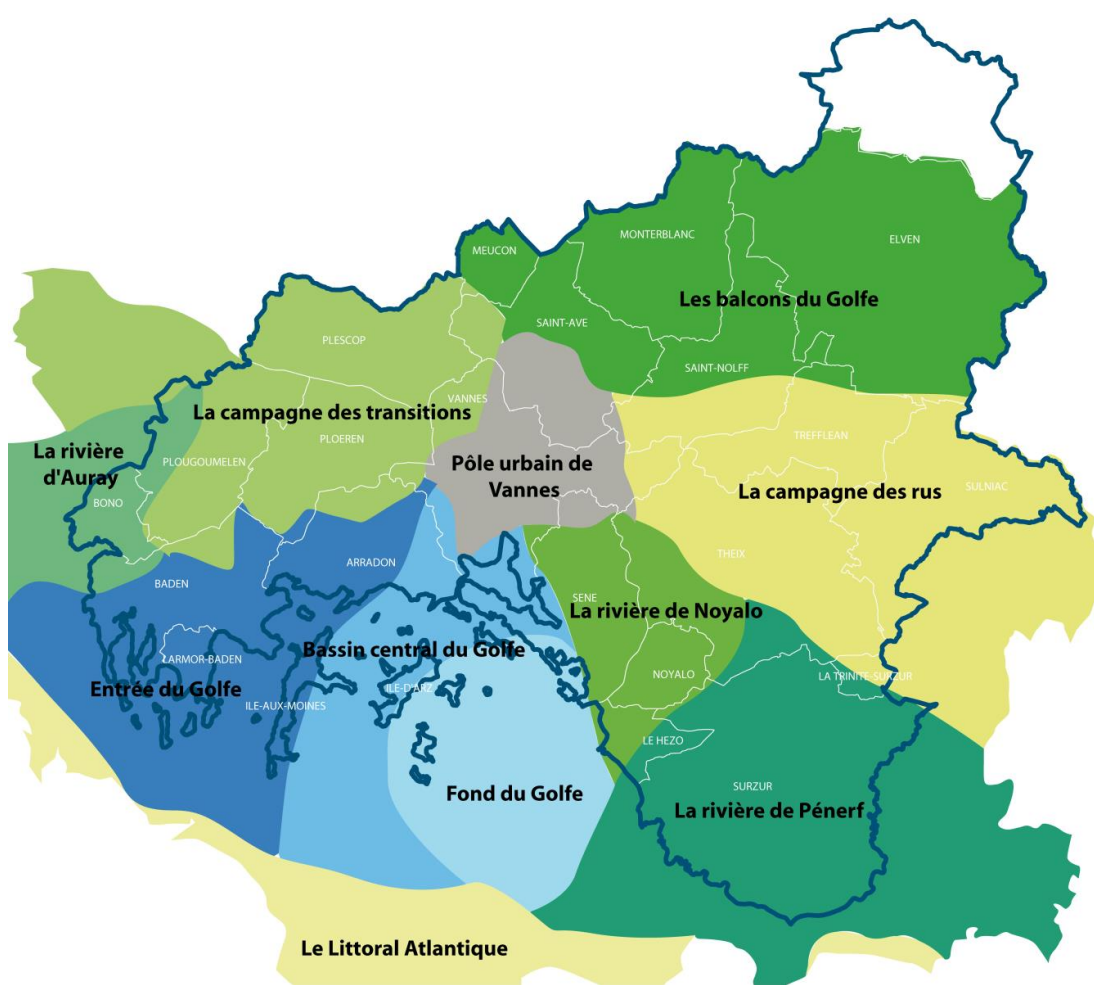 MONTERBLANC
ELVEN
MEUCON
Les balcons du Golfe
SAINT-AVE
PLESCOP
SAINT-NOLFF
VANNES
La campagne des transitions
PLOEREN
TREFFLEAN
La rivière
d'Auray
PLOUGOUMELEN
Pôle urbain de
Vannes
La campagne des rus
SULNIAC
BONO
THEIX
ARRADON
BADEN
SENE
La rivière de Noyalo
Bassin central du Golfe
LARMOR-BADEN
NOYALO
LA TRINITE-SURZUR
Entrée du Golfe
ILE-D'ARZ
ILE-AUX-MOINES
LE HEZO
SURZUR
Fond du Golfe
La rivière de Pénerf
Le Littoral Atlantique